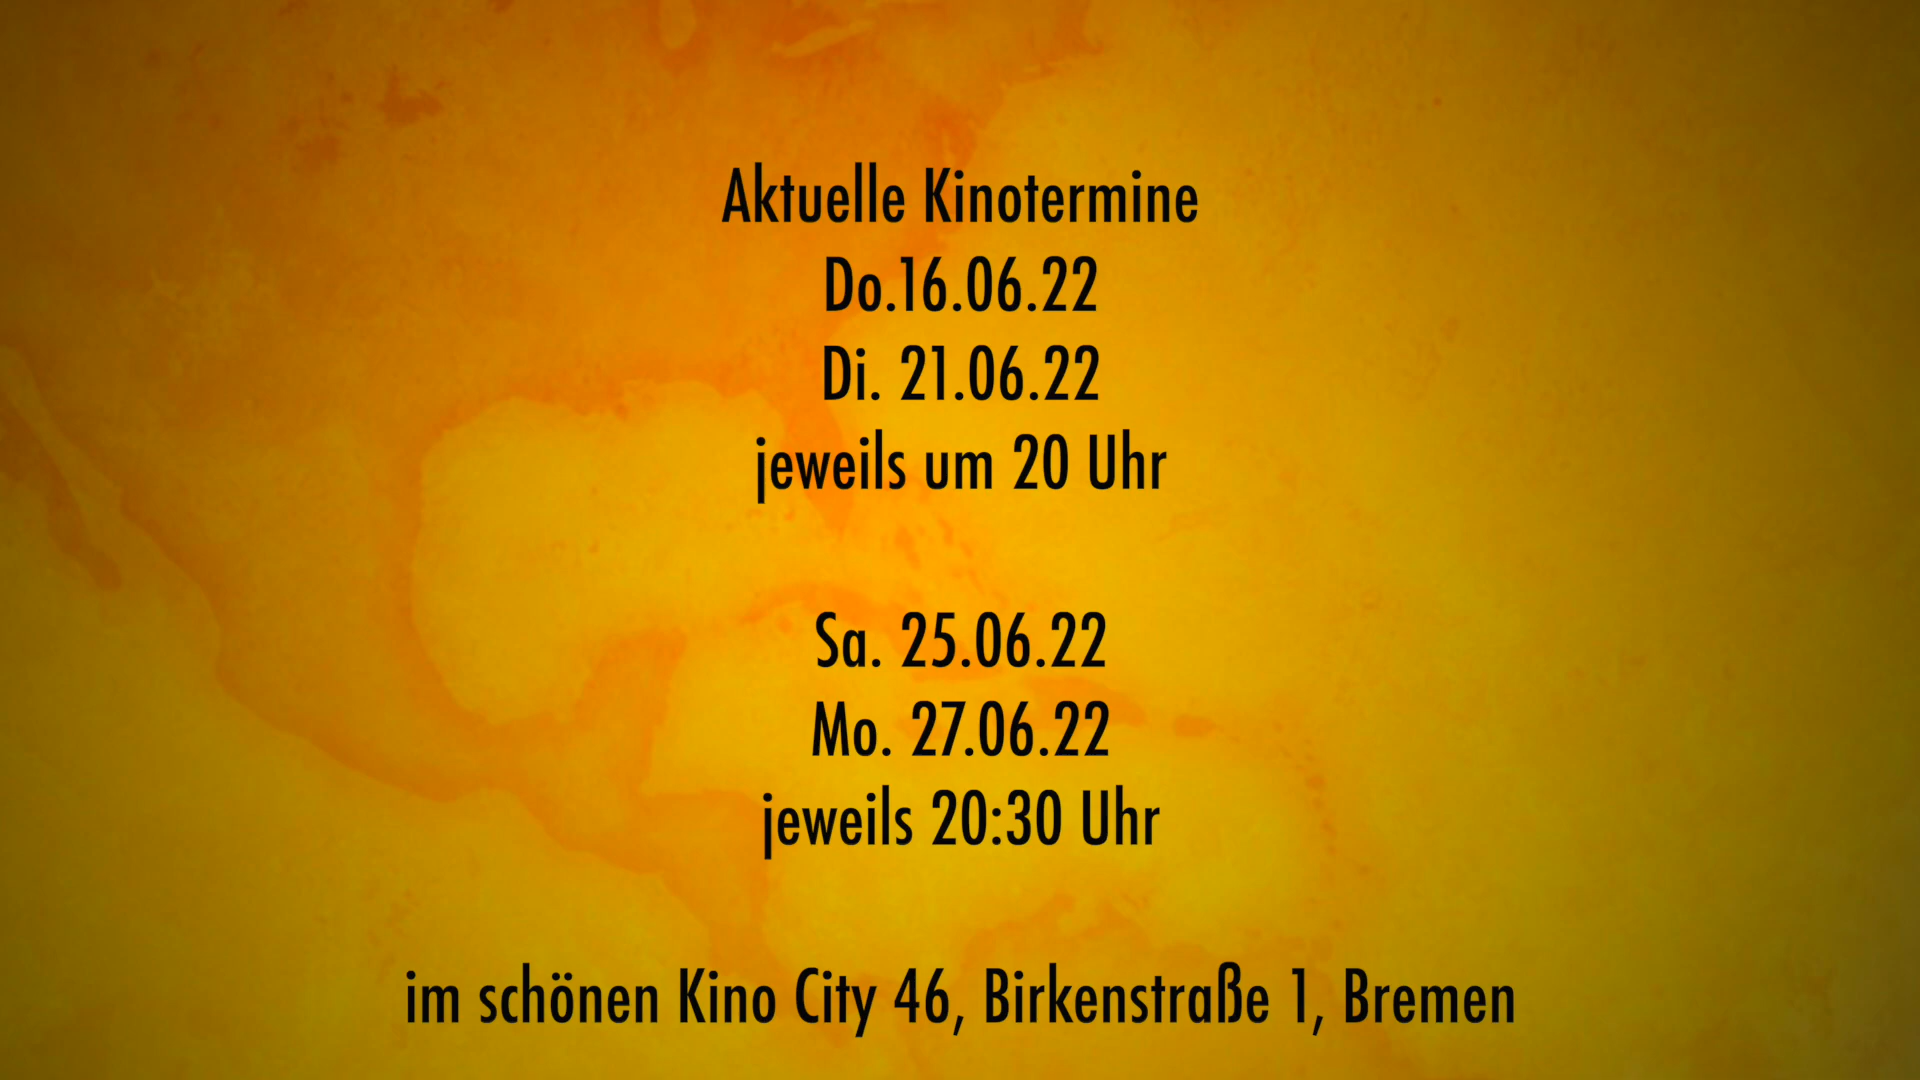 Aktuelle Kinotermine
Do.16.06.22
Di. 21.06.22
jeweils um 20 Uhr
Sa. 25.06.22
Mo. 27.06.22
jeweils 20:30 Uhr
im schönen Kino City 46, Birkenstraße 1, Bremen